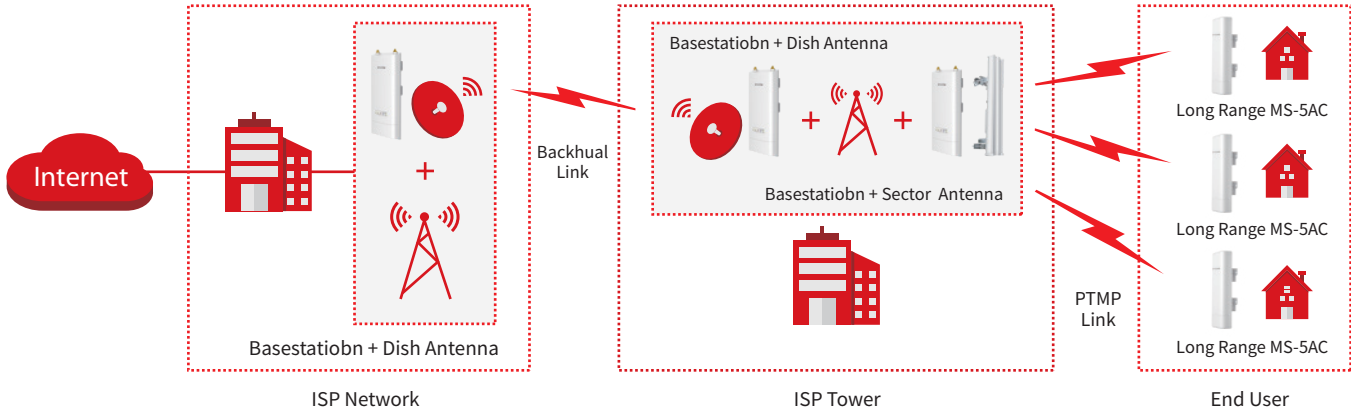 Internet
Basestatiobn + Dish Antenna
ISP Network
Backhual
Link
Basestatiobn + Dish Antenna
Basestatiobn + Sector Antenna
ISP Tower
PTMP
Link
Long Range MS-5AC
Long Range MS-5AC
Long Range MS-5AC
End User